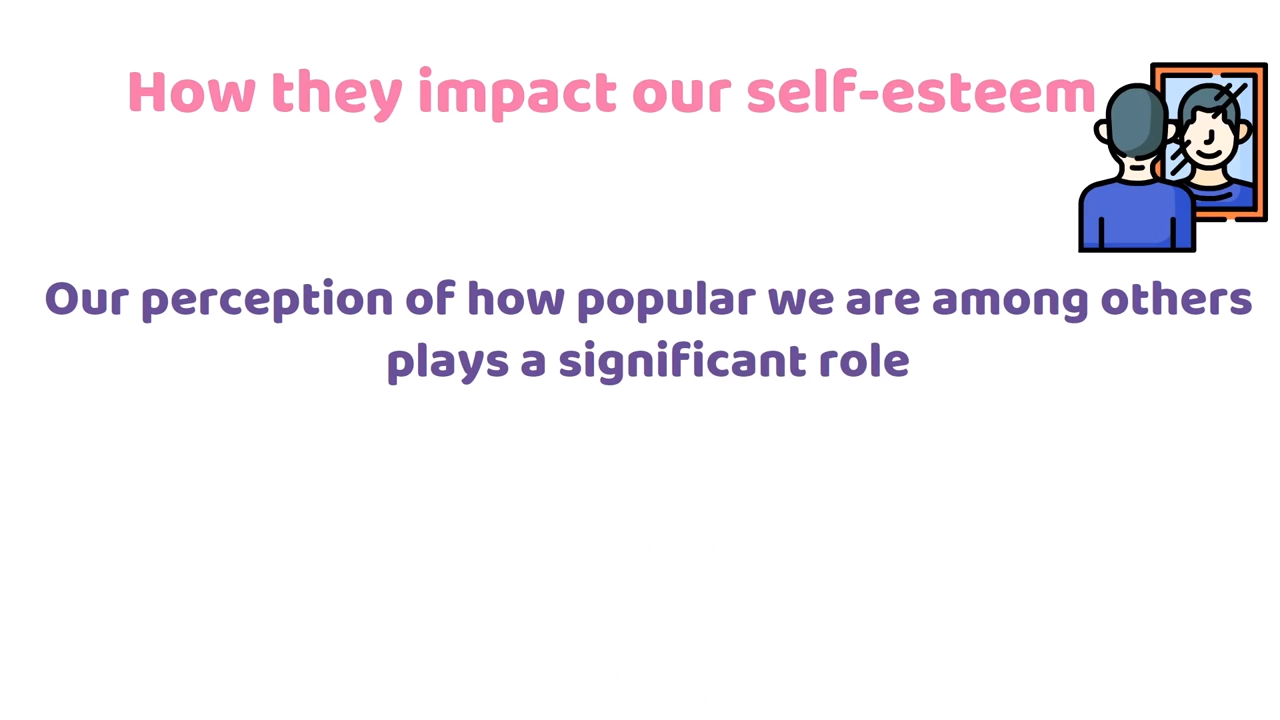 How they impact our self-esteem
Our perception of how popular we are among others
plays a significant role